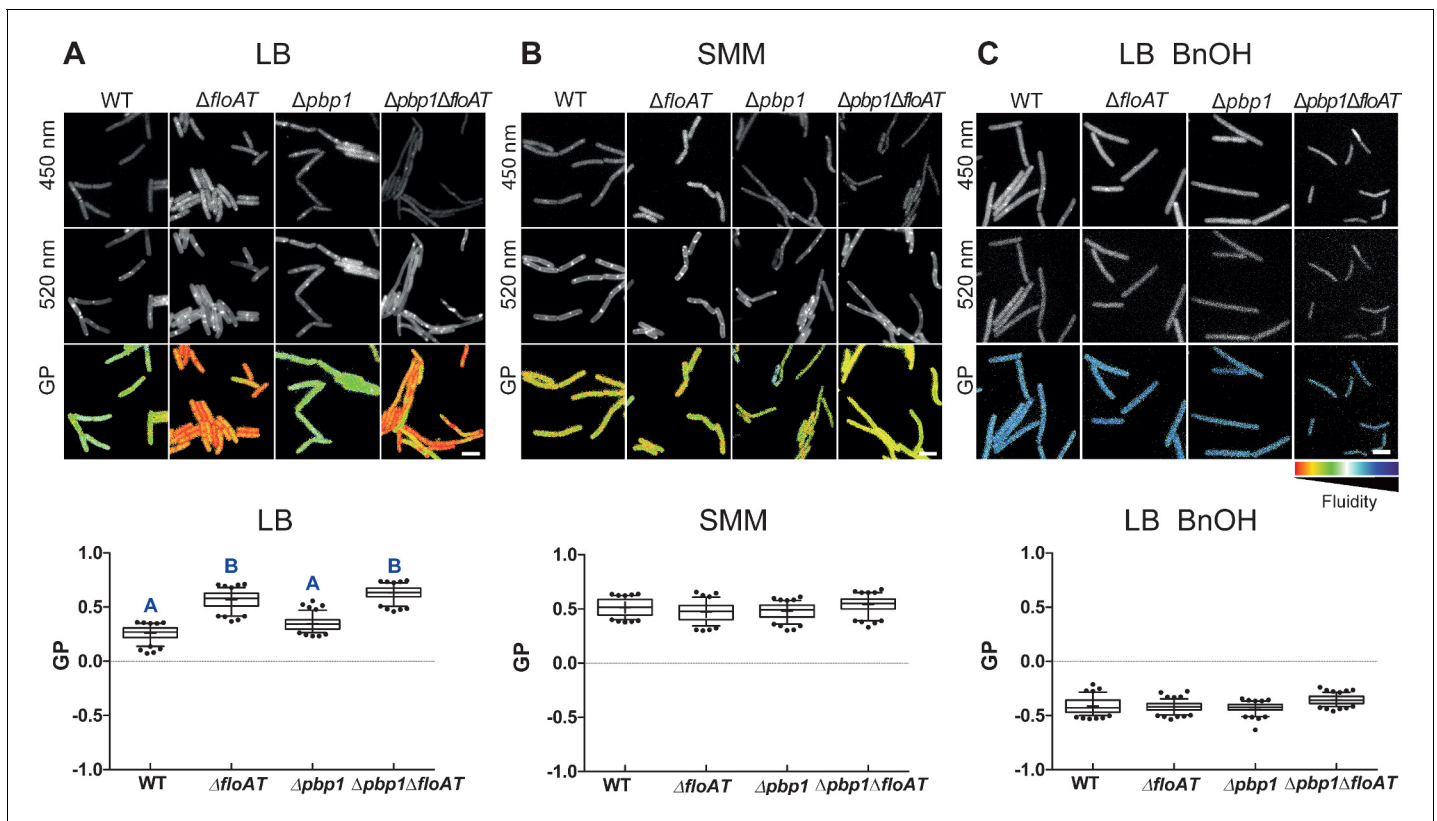 A LB
WT ΔfloAT Δpbp1 Δpbp1ΔfloAT
450 nm
520 nm
GP
B SMM
WT ΔfloAT Δpbp1 Δpbp1ΔfloAT
450 nm
520 nm
GP
C LB BnOH
WT ΔfloAT Δpbp1 Δpbp1ΔfloAT
450 nm
520 nm
GP
Fluidity
LB
GP
1.0
0.5
0.0
-0.5
-1.0
A B A B
WT ΔfloAT Δpbp1 Δpbp1ΔfloAT
SMM
GP
1.0
0.5
0.0
-0.5
-1.0
WT ΔfloAT Δpbp1 Δpbp1ΔfloAT
LB BnOH
GP
1.0
0.5
0.0
-0.5
-1.0
WT ΔfloAT Δpbp1 Δpbp1ΔfloAT